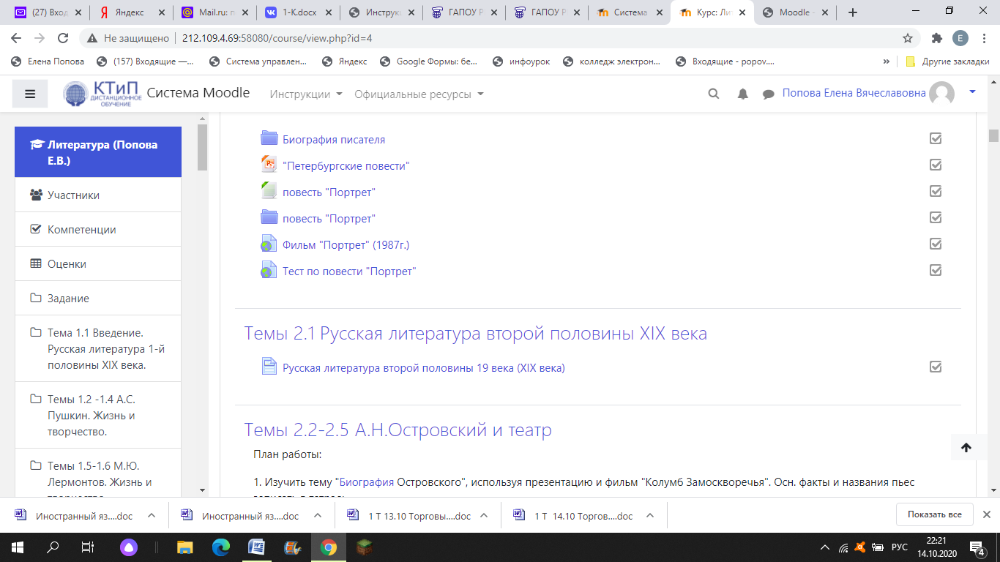 (27) Вход
Яндекс
Mail.ru: п
1-К.docx
Инструкц
ГАПОУ Р
ГАПОУ Р
Система
Курс: Лит
Moodle -
Не защищено
212.109.4.69:58080/course/view.php?id=4
Е
Елена Попова
(157) Входящие —...
Система управлен...
Яндекс
Google Формы: бе...
инфоурок
колледж электрон...
Входящие - popov....
»
Другие закладки
КТиП
ДИСТАНЦИОННОЕ
ОБУЧЕНИЕ
Система Moodle
Инструкции
Официальные ресурсы
Попова Елена Вячеславовна
Литература (Попова
Е.В.)
Участники
Компетенции
Оценки
Задание
Тема 1.1 Введение.
Русская литература 1-й
половины XIX века.
Темы 1.2 -1.4 А.С.
Пушкин. Жизнь и
творчество.
Темы 1.5-1.6 М.Ю.
Лермонтов. Жизнь и
творчество.
Биография писателя
"Петербургские повести"
повесть "Портрет"
повесть "Портрет"
Фильм "Портрет" (1987г.)
Тест по повести "Портрет"
Темы 2.1 Русская литература второй половины XIX века
Русская литература второй половины 19 века (XIX века)
Темы 2.2-2.5 А.Н.Островский и театр
План работы:
1. Изучить тему "Биография Островского", используя презентацию и фильм "Колумб Замоскворечья". Осн. факты и названия пьес
Иностранный яз....doc
Иностранный яз....doc
1 Т 13.10 Торговы....doc
1 Т 14.10 Торгов....doc
Показать все
РУС
22:21
14.10.2020
4